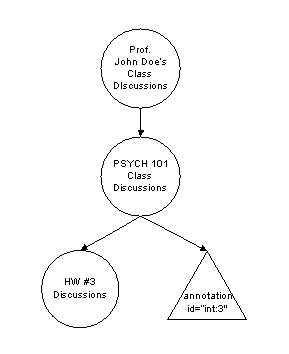 Prof.
John Doe's
Class
DIscussions
PSYCH 101
Class
Discussions
HW #3
Discussions
annotation
id="int:3"